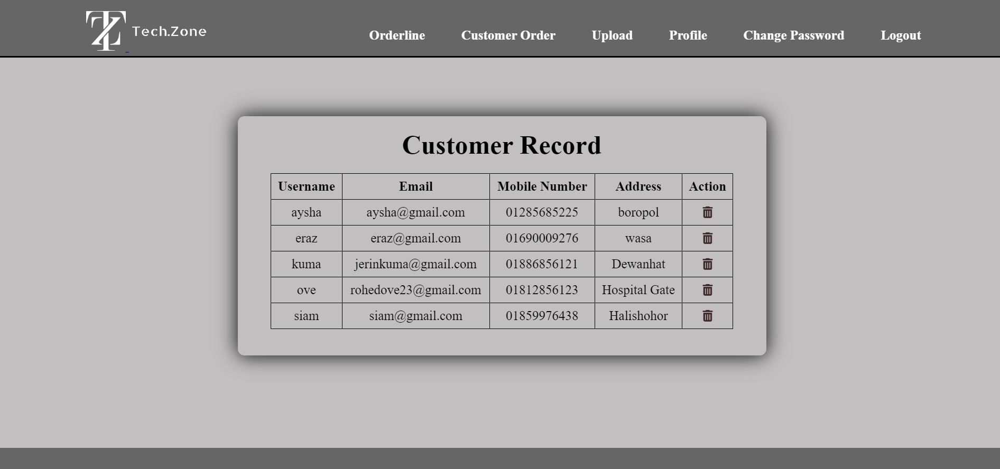 TZ Tech.Zone
Orderline Customer Order Upload Profile Change Password Logout
Customer Record
Username Email Mobile Number Address Action
aysha aysha@gmail.com 01285685225 boropol
eraz eraz@gmail.com 01690009276 wasa
kuma jerinkuma@gmail.com 01886856121 Dewanhat
ove rohedove23@gmail.com 01812856123 Hospital Gate
siam siam@gmail.com 01859976438 Halishohor